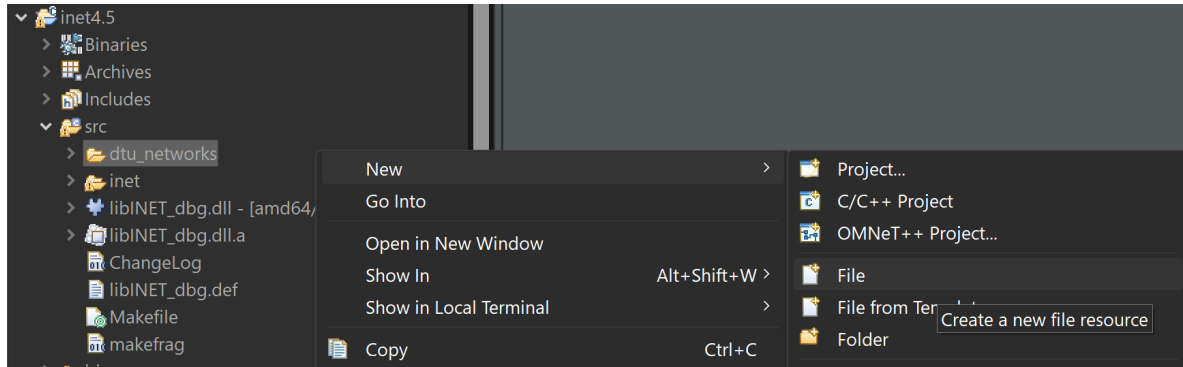 inet4.5
Binaries
Archives
Includes
src
dtu_networks
inet
libINET_dbg.dll - [amd64/
libINET_dbg.dll.a
ChangeLog
libINET_dbg.def
Makefile
makefrag
New
Go Into
Open in New Window
Show In Alt+Shift+W
Show in Local Terminal
Copy Ctrl+C
Project...
C/C++ Project
OMNeT++ Project...
File
File from Templat
Create a new file resource
Folder